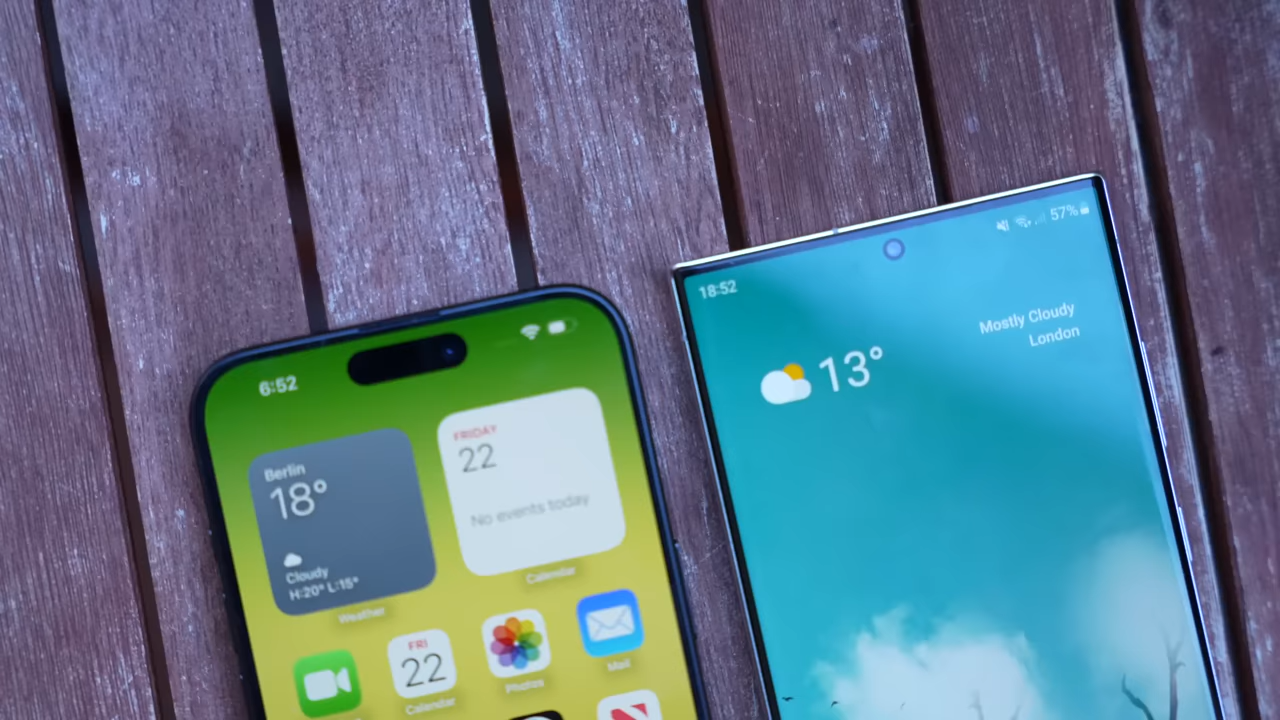 6:52
Berlin
18°
Cloudy
H:20° L:15°
Weather
FRIDAY
22
No events today
Calendar
FRI
22
Calendar
Photos
Mail
18:52
57%
13°
Mostly Cloudy
London